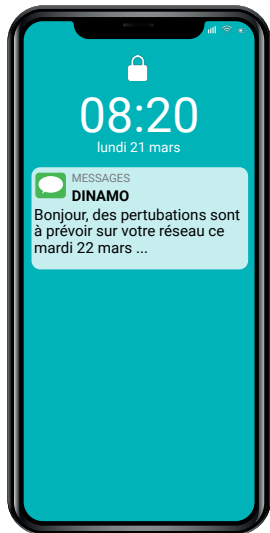 08:20
lundi 21 mars
MESSAGES
DINAMO
Bonjour, des pertubations sont
à prévoir sur votre réseau ce
mardi 22 mars ...